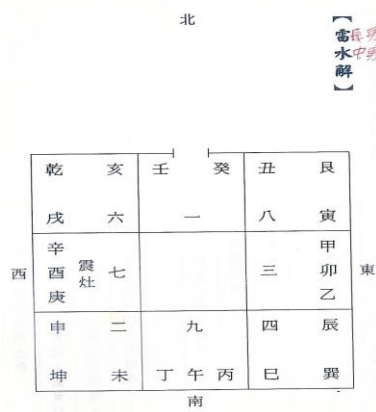 北
【雷水解】
乾 亥 壬 癸 丑 艮
戌 六 一 八 寅
西 辛酉庚 震灶 七 三 甲卯乙 東
申 二 九 四 辰
坤 未 丁 午 丙 巳 巽
南